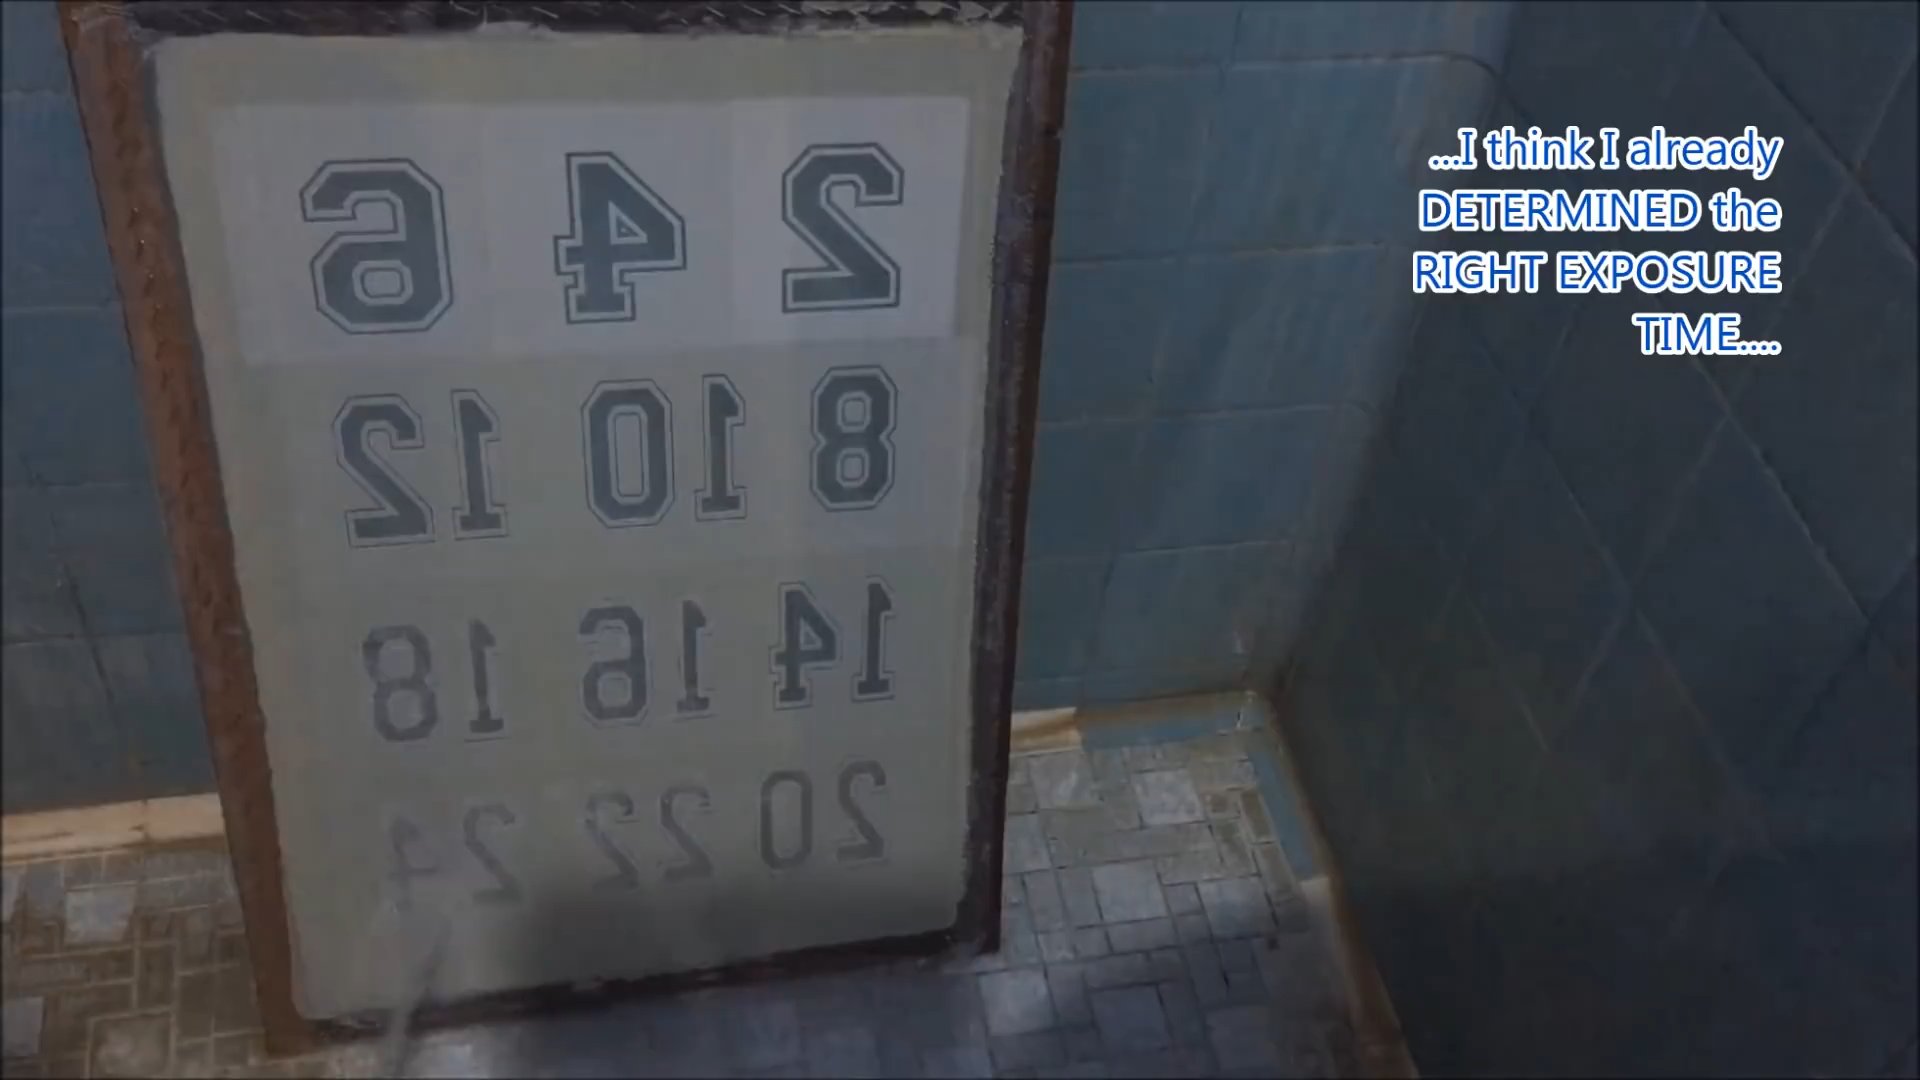 2 4 6
8 10 12
14 16 18
20 22 24
...I think I already
DETERMINED the
RIGHT EXPOSURE
TIME....